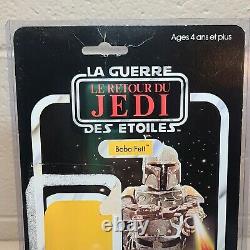 Ages 4 ans et plus
LA GUERRE
LE RETOUR DU
JEDI
DES ETOILES
Boba Fett